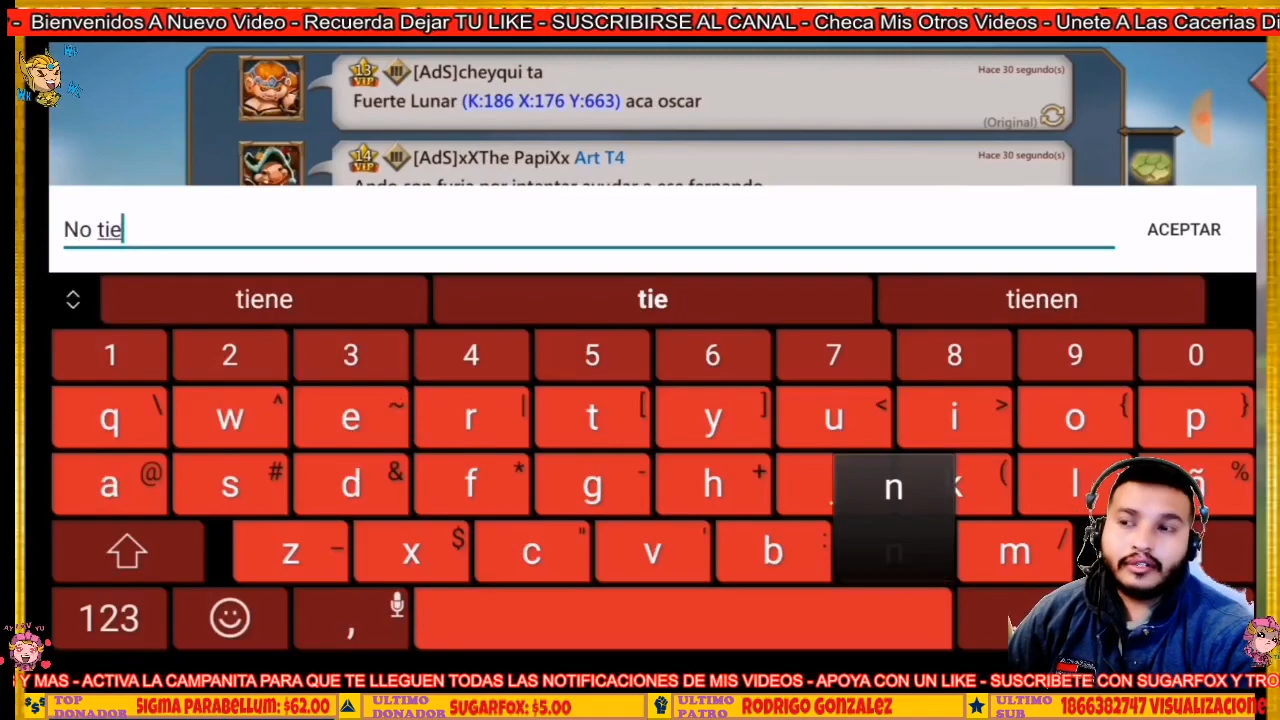 - Bienvenidos A Nuevo Video - Recuerda Dejar TU LIKE - SUSCRIBIRSE AL CANAL - Checa Mis Otros Videos - Unete A Las Cacerias Di
13 VIP III [AdS]cheyqui ta Hace 30 segundo(s)
Fuerte Lunar (K:186 X:176 Y:663) aca oscar
(Original)
14 VIP III [AdS]xXThe PapiXx Art T4 Hace 30 segundo(s)
No tie ACEPTAR
tiene tie tienen
1 2 3 4 5 6 7 8 9 0
q \ w ^ e ~ r | t [ y ] u < i > o { p }
a @ s # d & f * g - h + n k ( l ñ %
z _ x $ c " v ' b : n m /
123 ,
Y MAS - ACTIVA LA CAMPANITA PARA QUE TE LLEGUEN TODAS LAS NOTIFICACIONES DE MIS VIDEOS - APOYA CON UN LIKE - SUSCRIBETE CON SUGARFOX Y TRO
$$$ TOP DONADOR SIGMA PARABELLUM: $62.00 ULTIMO DONADOR SUGARFOX: $5.00 ULTIMO PATRO RODRIGO GONZALEZ ULTIMO SUB 1866382747 VISUALIZACIONE